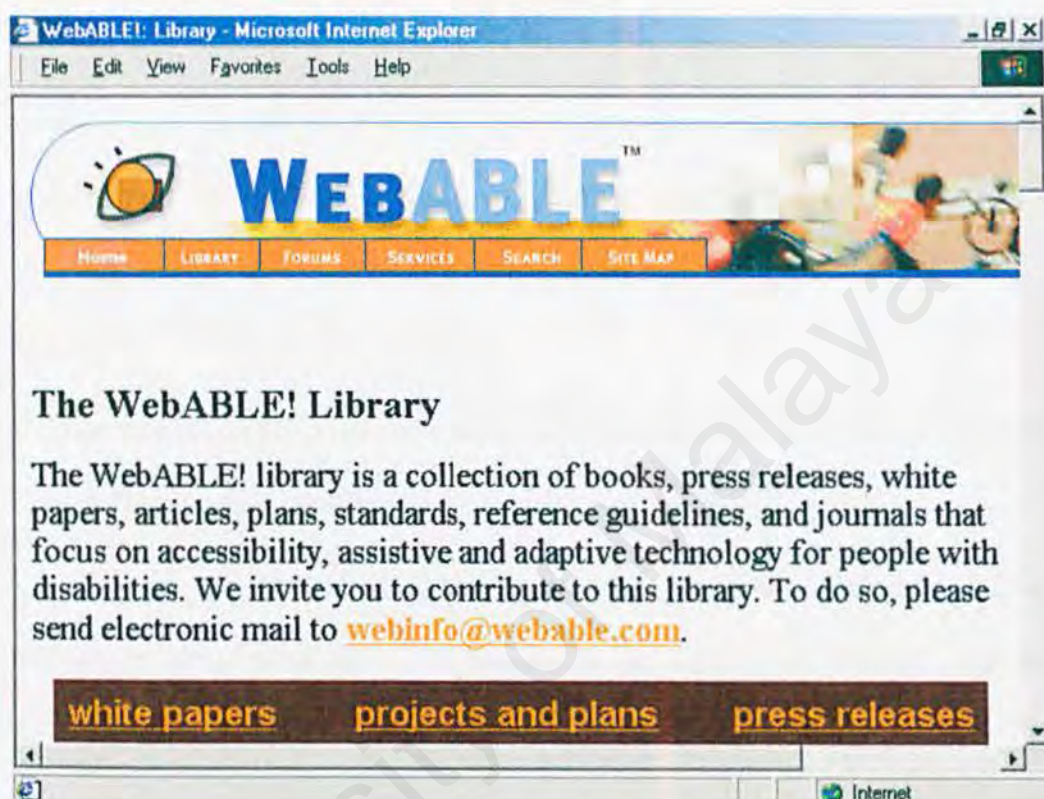 WebABLE!: Library - Microsoft Internet Explorer
File Edit View Favorites Tools Help
WEBABLE™
HOME LIBRARY FORUMS SERVICES SEARCH SITE MAP
The WebABLE! Library
The WebABLE! library is a collection of books, press releases, white
papers, articles, plans, standards, reference guidelines, and journals that
focus on accessibility, assistive and adaptive technology for people with
disabilities. We invite you to contribute to this library. To do so, please
send electronic mail to webinfo@webable.com.
white papers projects and plans press releases
Internet
sity of Malaya